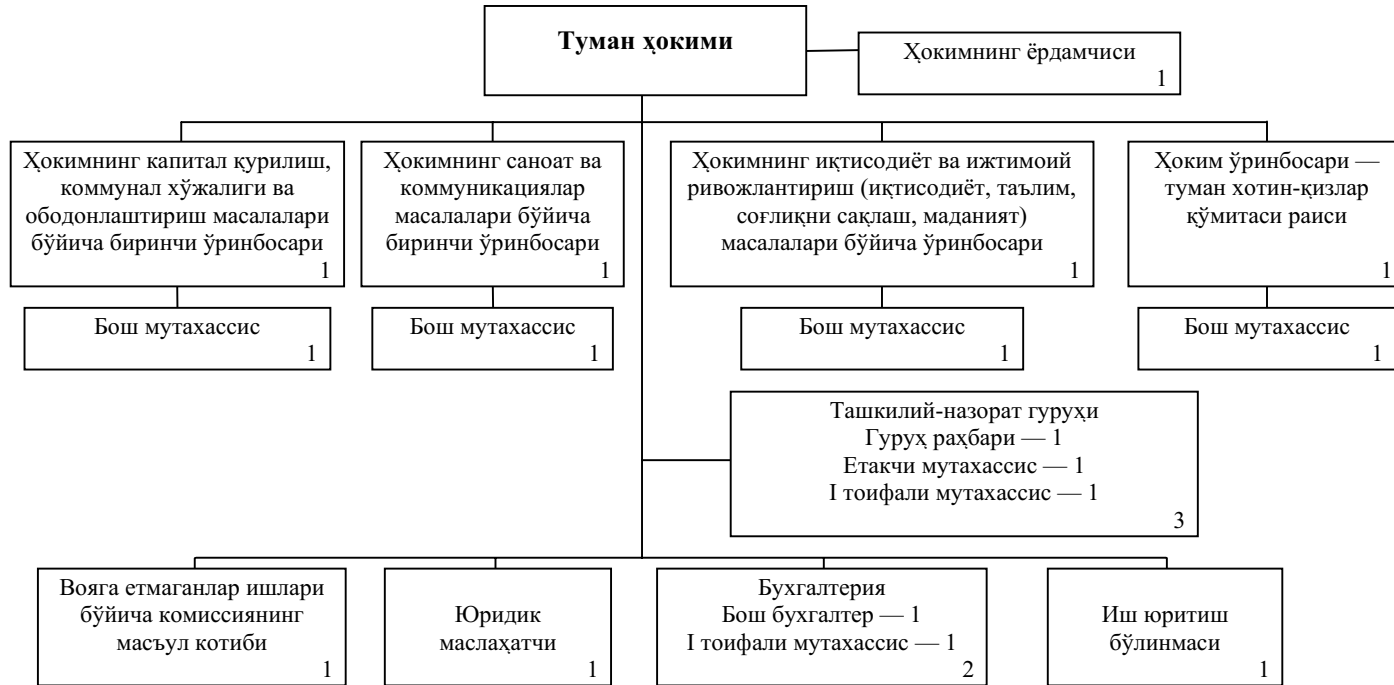 Туман ҳокими
Ҳокимнинг ёрдамчиси
1
Ҳокимнинг капитал қурилиш,
коммунал хўжалиги ва
ободонлаштириш масалалари
бўйича биринчи ўринбосари
1
Ҳокимнинг саноат ва
коммуникациялар
масалалари бўйича
биринчи ўринбосари
1
Ҳокимнинг иқтисодиёт ва ижтимоий
ривожлантириш (иқтисодиёт, таълим,
соғлиқни сақлаш, маданият)
масалалари бўйича ўринбосари
1
Ҳоким ўринбосари —
туман хотин-қизлар
қўмитаси раиси
1
Бош мутахассис
1
Бош мутахассис
1
Бош мутахассис
1
Бош мутахассис
1
Ташкилий-назорат гуруҳи
Гуруҳ раҳбари — 1
Етакчи мутахассис — 1
I тоифали мутахассис — 1
3
Вояга етмаганлар ишлари
бўйича комиссиянинг
масъул котиби
1
Юридик
маслаҳатчи
1
Бухгалтерия
Бош бухгалтер — 1
I тоифали мутахассис — 1
2
Иш юритиш
бўлинмаси
1